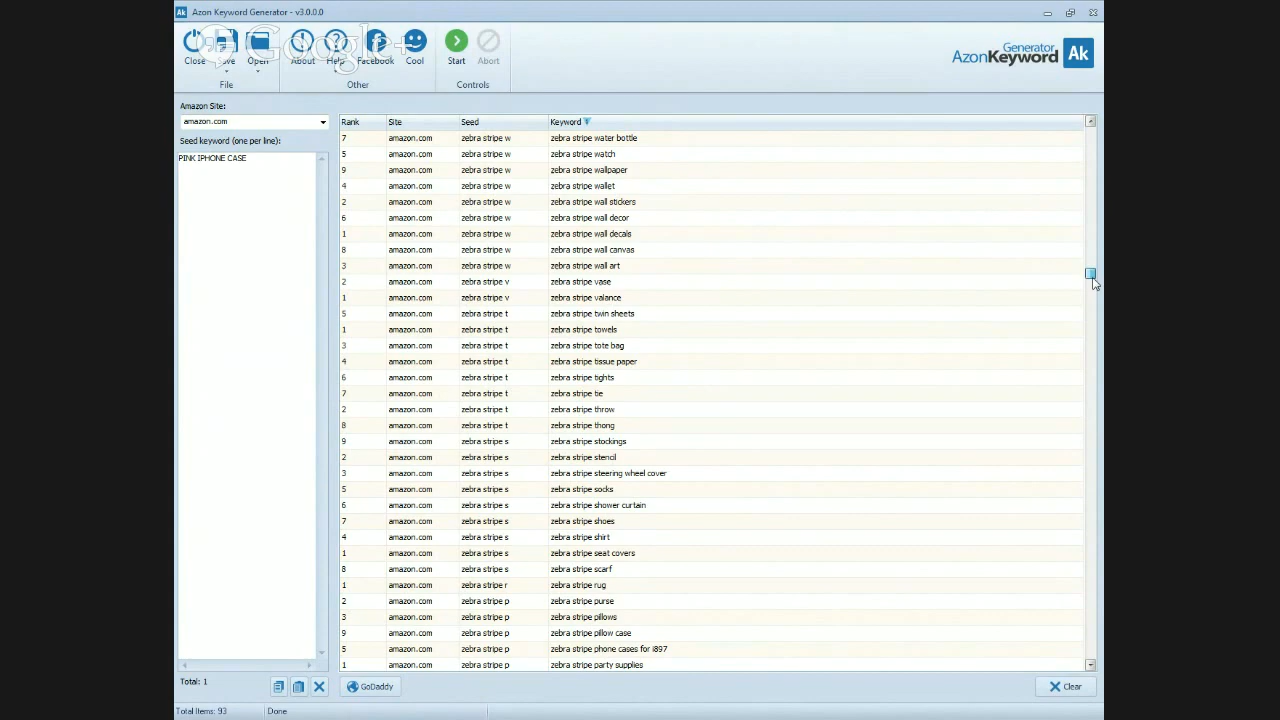 Azon Keyword Generator - v3.0.0.0
Google+
Close Save Open About Help Facebook Cool Start Abort
File Other Controls
Generator
AzonKeyword Ak
Amazon Site:
amazon.com
Seed keyword (one per line):
PINK IPHONE CASE
Rank Site Seed Keyword
7 amazon.com zebra stripe w zebra stripe water bottle
5 amazon.com zebra stripe w zebra stripe watch
9 amazon.com zebra stripe w zebra stripe wallpaper
4 amazon.com zebra stripe w zebra stripe wallet
2 amazon.com zebra stripe w zebra stripe wall stickers
6 amazon.com zebra stripe w zebra stripe wall decor
1 amazon.com zebra stripe w zebra stripe wall decals
8 amazon.com zebra stripe w zebra stripe wall canvas
3 amazon.com zebra stripe w zebra stripe wall art
2 amazon.com zebra stripe v zebra stripe vase
1 amazon.com zebra stripe v zebra stripe valance
5 amazon.com zebra stripe t zebra stripe twin sheets
1 amazon.com zebra stripe t zebra stripe towels
3 amazon.com zebra stripe t zebra stripe tote bag
4 amazon.com zebra stripe t zebra stripe tissue paper
6 amazon.com zebra stripe t zebra stripe tights
7 amazon.com zebra stripe t zebra stripe tie
2 amazon.com zebra stripe t zebra stripe throw
8 amazon.com zebra stripe t zebra stripe thong
9 amazon.com zebra stripe s zebra stripe stockings
2 amazon.com zebra stripe s zebra stripe stencil
3 amazon.com zebra stripe s zebra stripe steering wheel cover
5 amazon.com zebra stripe s zebra stripe socks
6 amazon.com zebra stripe s zebra stripe shower curtain
7 amazon.com zebra stripe s zebra stripe shoes
4 amazon.com zebra stripe s zebra stripe shirt
1 amazon.com zebra stripe s zebra stripe seat covers
8 amazon.com zebra stripe s zebra stripe scarf
1 amazon.com zebra stripe r zebra stripe rug
2 amazon.com zebra stripe p zebra stripe purse
3 amazon.com zebra stripe p zebra stripe pillows
9 amazon.com zebra stripe p zebra stripe pillow case
5 amazon.com zebra stripe p zebra stripe phone cases for i897
1 amazon.com zebra stripe p zebra stripe party supplies
Total: 1
GoDaddy
Clear
Total Items: 93 Done